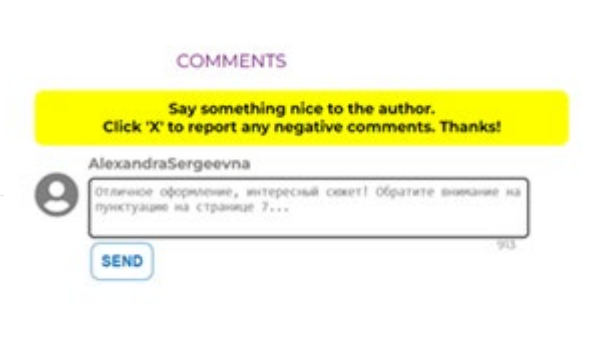 COMMENTS
Say something nice to the author.
Click 'X' to report any negative comments. Thanks!
AlexandraSergeevna
Отличное оформление, интересный сюжет! Обратите внимание на
пунктуацию на странице 7...
913
SEND